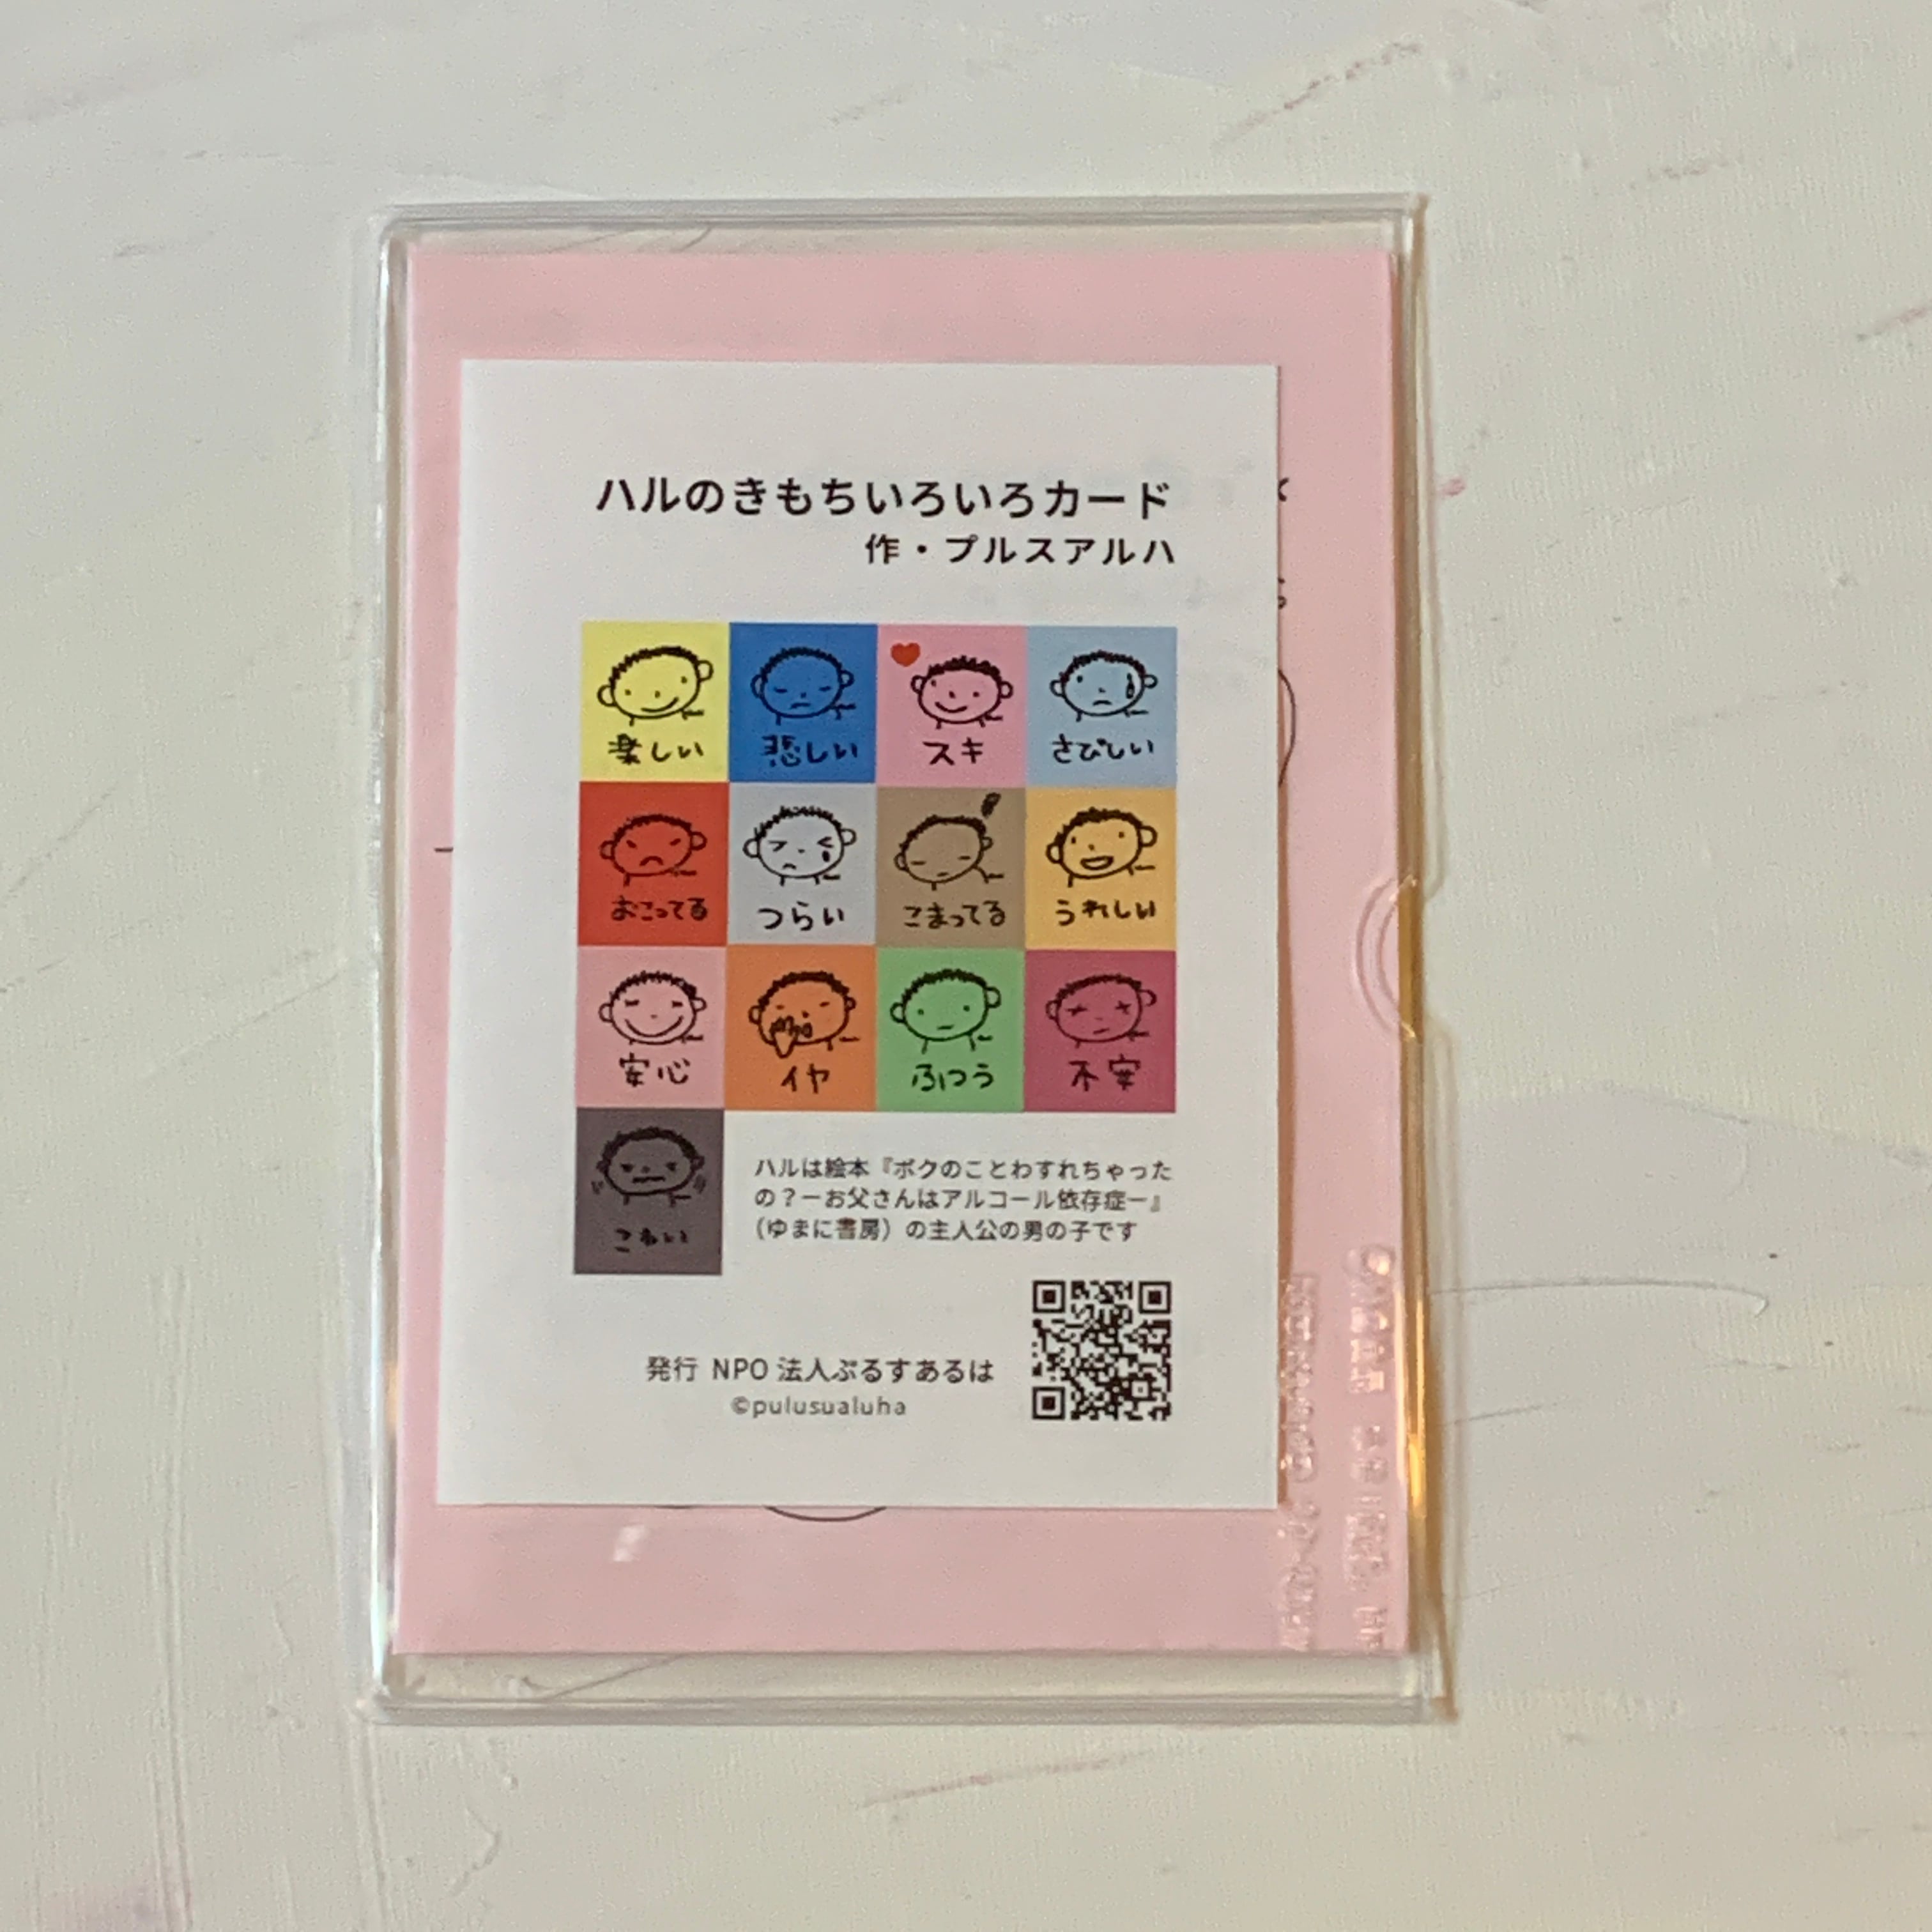 ハルのきもちいろいろカード
作・プルスアルハ
楽しい 悲しい スキ さびしい
おこってる つらい こまってる うれしい
安心 イヤ ふつう 不安
こわい
ハルは絵本『ボクのことわすれちゃった
の？ーお父さんはアルコール依存症ー』
（ゆまに書房）の主人公の男の子です
発行 NPO 法人ぷるすあるは
©pulusualuha